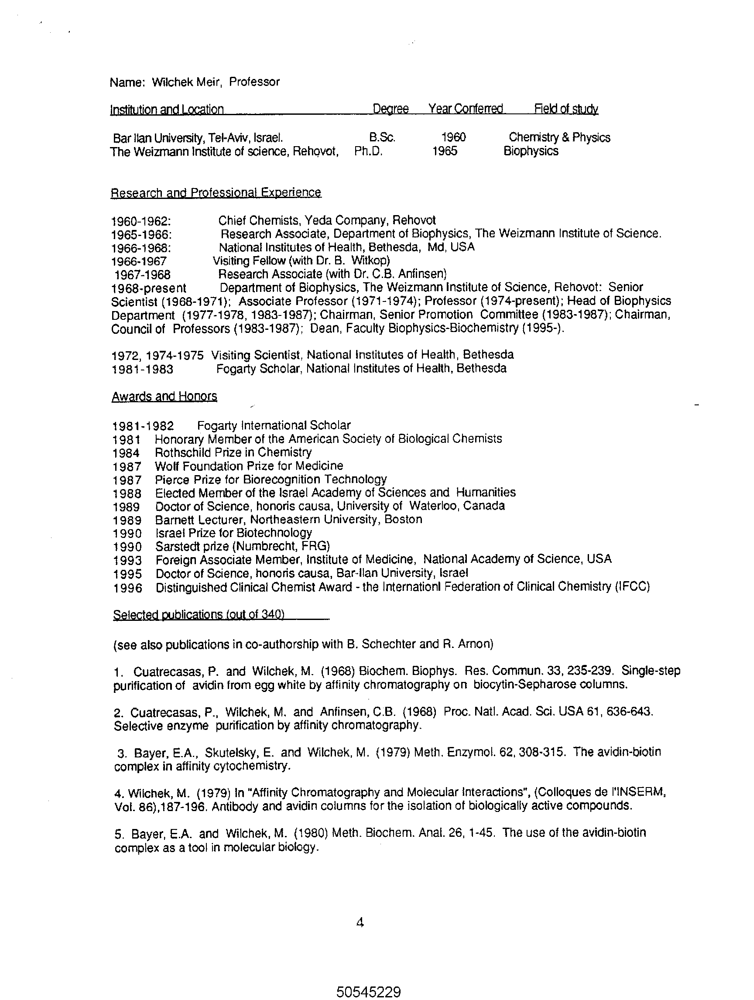 Name: Wilchek Meir, Professor
Institution and Location Degree Year Conferred Field of study
Bar Ilan University, Tel-Aviv, Israel. B.Sc. 1960 Chemistry & Physics
The Weizmann Institute of science, Rehovot, Ph.D. 1965 Biophysics
Research and Professional Experience
1960-1962: Chief Chemists, Yeda Company, Rehovot
1965-1966: Research Associate, Department of Biophysics, The Weizmann Institute of Science.
1966-1968: National Institutes of Health, Bethesda, Md, USA
1966-1967 Visiting Fellow (with Dr. B. Witkop)
1967-1968 Research Associate (with Dr. C.B. Anfinsen)
1968-present Department of Biophysics, The Weizmann Institute of Science, Rehovot: Senior
Scientist (1968-1971); Associate Professor (1971-1974); Professor (1974-present); Head of Biophysics
Department (1977-1978, 1983-1987); Chairman, Senior Promotion Committee (1983-1987); Chairman,
Council of Professors (1983-1987); Dean, Faculty Biophysics-Biochemistry (1995-).
1972, 1974-1975 Visiting Scientist, National Institutes of Health, Bethesda
1981-1983 Fogarty Scholar, National Institutes of Health, Bethesda
Awards and Honors
1981-1982 Fogarty International Scholar
1981 Honorary Member of the American Society of Biological Chemists
1984 Rothschild Prize in Chemistry
1987 Wolf Foundation Prize for Medicine
1987 Pierce Prize for Biorecognition Technology
1988 Elected Member of the Israel Academy of Sciences and Humanities
1989 Doctor of Science, honoris causa, University of Waterloo, Canada
1989 Barnett Lecturer, Northeastern University, Boston
1990 Israel Prize for Biotechnology
1990 Sarstedt prize (Numbrecht, FRG)
1993 Foreign Associate Member, Institute of Medicine, National Academy of Science, USA
1995 Doctor of Science, honoris causa, Bar-Ilan University, Israel
1996 Distinguished Clinical Chemist Award - the Internationl Federation of Clinical Chemistry (IFCC)
Selected publications (out of 340)
(see also publications in co-authorship with B. Schechter and R. Arnon)
1. Cuatrecasas, P. and Wilchek, M. (1968) Biochem. Biophys. Res. Commun. 33, 235-239. Single-step
purification of avidin from egg white by affinity chromatography on biocytin-Sepharose columns.
2. Cuatrecasas, P., Wilchek, M. and Anfinsen, C.B. (1968) Proc. Natl. Acad. Sci. USA 61, 636-643.
Selective enzyme purification by affinity chromatography.
3. Bayer, E.A., Skutelsky, E. and Wilchek, M. (1979) Meth. Enzymol. 62, 308-315. The avidin-biotin
complex in affinity cytochemistry.
4. Wilchek, M. (1979) In "Affinity Chromatography and Molecular Interactions", (Colloques de l'INSERM,
Vol. 86),187-196. Antibody and avidin columns for the isolation of biologically active compounds.
5. Bayer, E.A. and Wilchek, M. (1980) Meth. Biochem. Anal. 26, 1-45. The use of the avidin-biotin
complex as a tool in molecular biology.
4
50545229